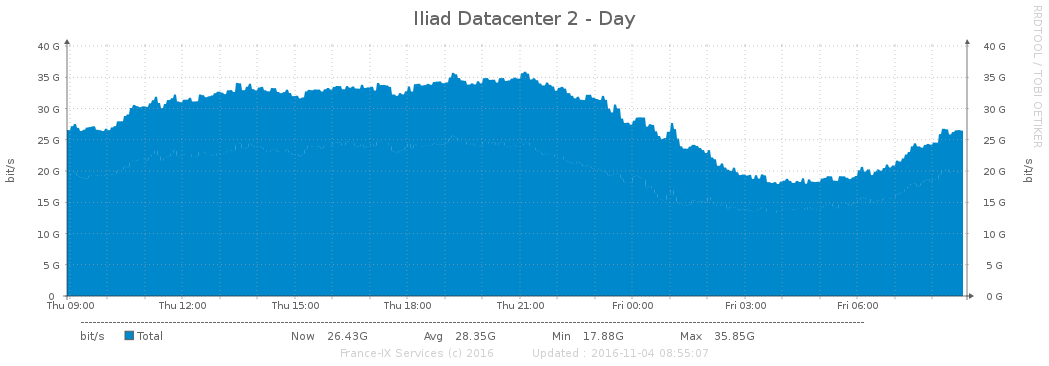 Iliad Datacenter 2 - Day
RRDTOOL / TOBI OETIKER
bit/s
bit/s
40 G 40 G
35 G 35 G
30 G 30 G
25 G 25 G
20 G 20 G
15 G 15 G
10 G 10 G
5 G 5 G
0 0 G
Thu 09:00 Thu 12:00 Thu 15:00 Thu 18:00 Thu 21:00 Fri 00:00 Fri 03:00 Fri 06:00
bit/s Total Now 26.43G Avg 28.35G Min 17.88G Max 35.85G
France-IX Services (c) 2016 Updated : 2016-11-04 08:55:07